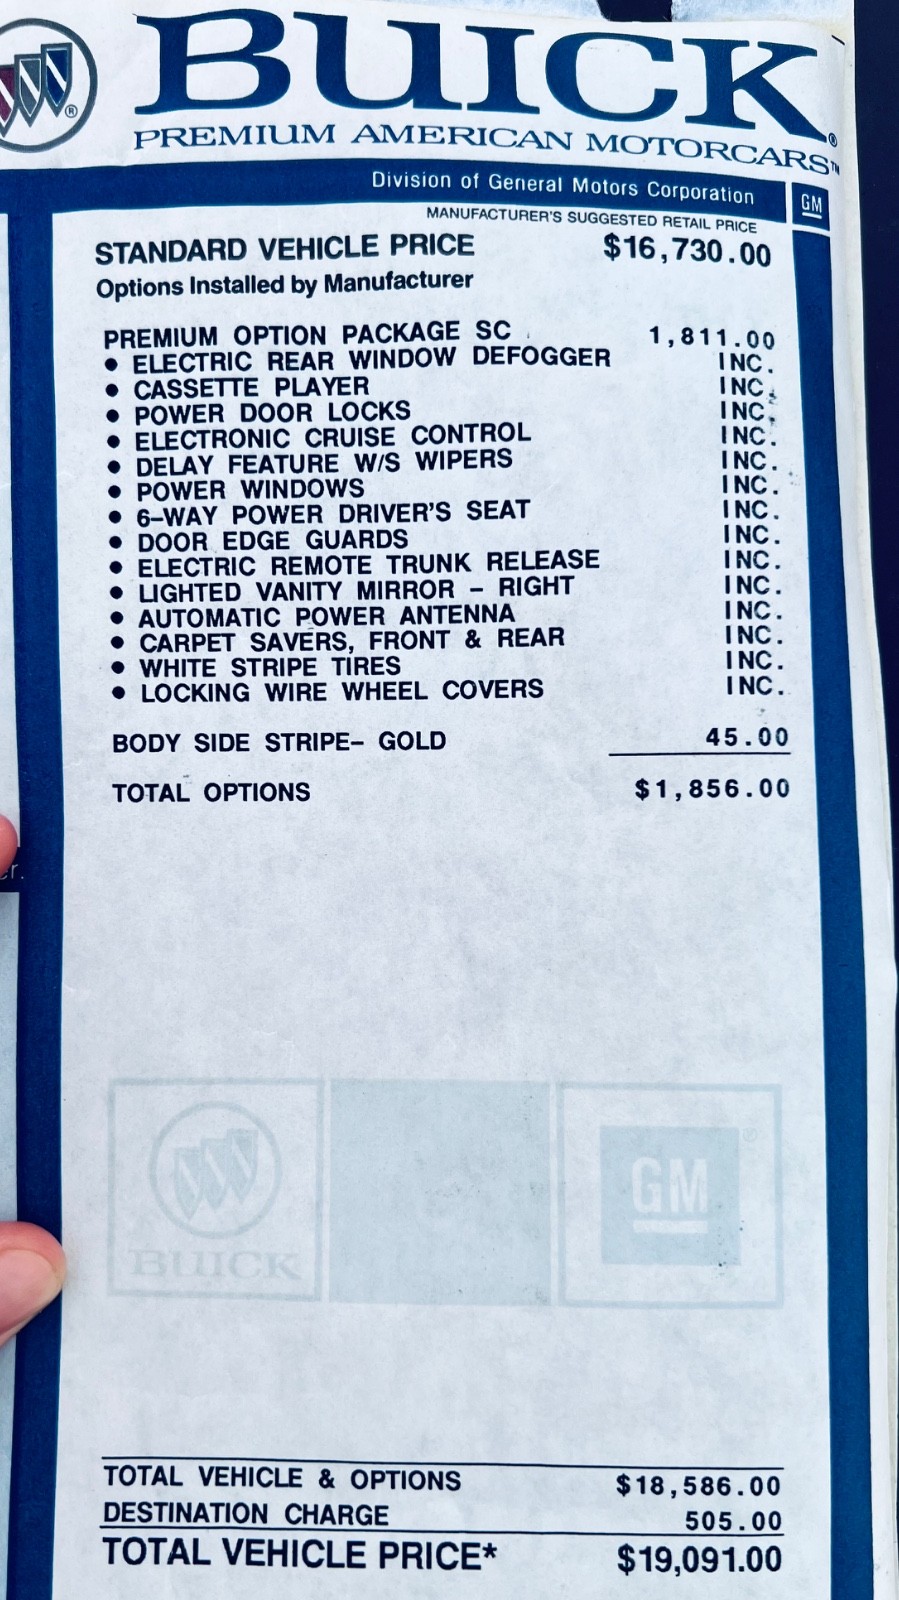 BUICK®
PREMIUM AMERICAN MOTORCARS™
Division of General Motors Corporation
GM
MANUFACTURER'S SUGGESTED RETAIL PRICE
STANDARD VEHICLE PRICE $16,730.00
Options Installed by Manufacturer
PREMIUM OPTION PACKAGE SC 1,811.00
• ELECTRIC REAR WINDOW DEFOGGER INC.
• CASSETTE PLAYER INC.
• POWER DOOR LOCKS INC.
• ELECTRONIC CRUISE CONTROL INC.
• DELAY FEATURE W/S WIPERS INC.
• POWER WINDOWS INC.
• 6-WAY POWER DRIVER'S SEAT INC.
• DOOR EDGE GUARDS INC.
• ELECTRIC REMOTE TRUNK RELEASE INC.
• LIGHTED VANITY MIRROR - RIGHT INC.
• AUTOMATIC POWER ANTENNA INC.
• CARPET SAVERS, FRONT & REAR INC.
• WHITE STRIPE TIRES INC.
• LOCKING WIRE WHEEL COVERS INC.
BODY SIDE STRIPE- GOLD 45.00
TOTAL OPTIONS $1,856.00
BUICK
GM®
TOTAL VEHICLE & OPTIONS $18,586.00
DESTINATION CHARGE 505.00
TOTAL VEHICLE PRICE* $19,091.00